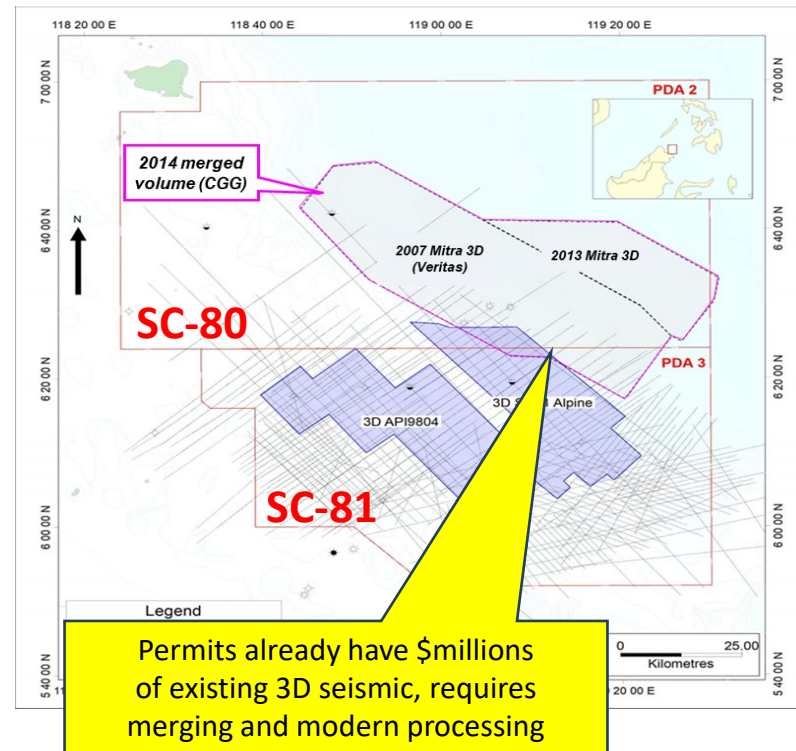 118 20 00 E
118 40 00 E
119 00 00 E
119 20 00 E
7 00 00 N
7 00 00 N
PDA 2
2014 merged
volume (CGG)
N
6 40 00 N
6 40 00 N
2007 Mitra 3D
(Veritas)
2013 Mitra 3D
SC-80
PDA 3
6 20 00 N
6 20 00 N
3D API9804
3D S
1 Alpine
SC-81
6 00 00 N
6 00 00 N
Legend
0
25.00
Kilometres
5 40 00 N
5 40 00 N
20 00 E
Permits already have $millions
of existing 3D seismic, requires
merging and modern processing